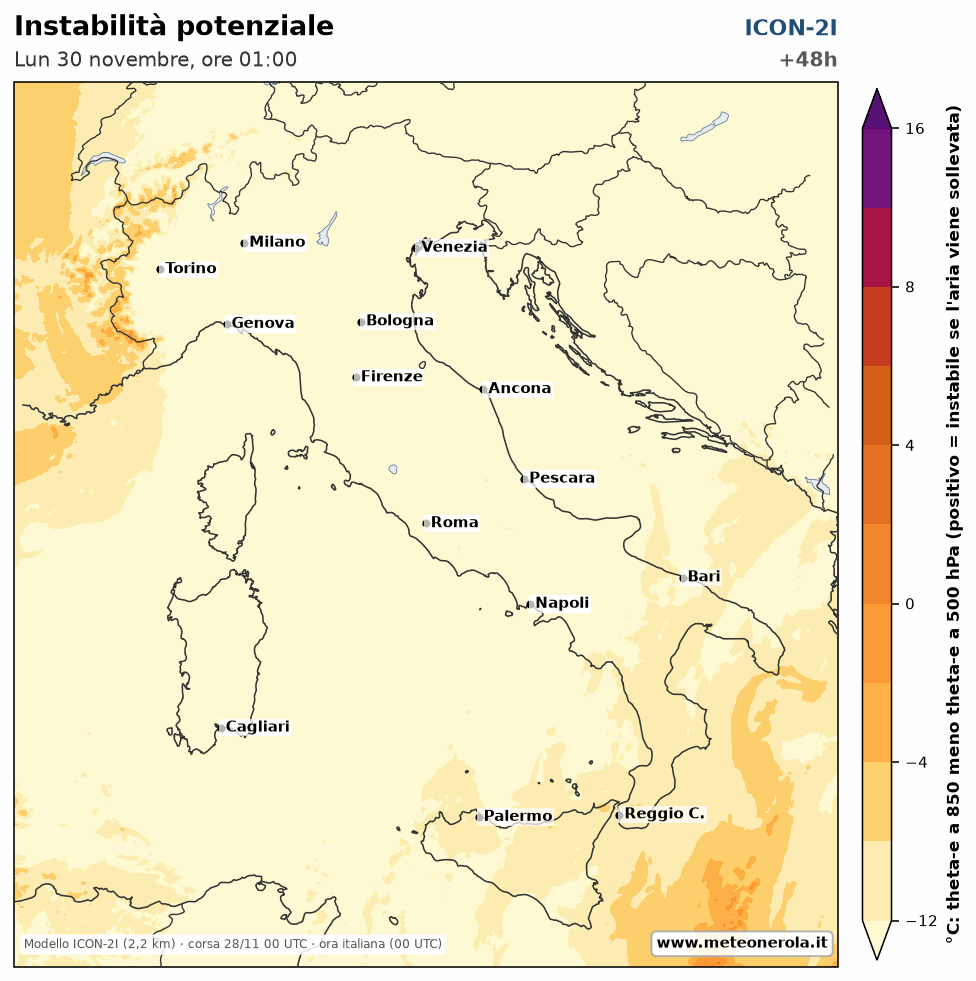 Instabilità potenziale
ICON-2I
Lun 30 novembre, ore 01:00
+48h
Milano
Venezia
Torino
Genova
Bologna
Firenze
Ancona
Pescara
Roma
Bari
Napoli
Cagliari
Palermo
Reggio C.
16
8
4
0
−4
−12
°C: theta-e a 850 meno theta-e a 500 hPa (positivo = instabile se l'aria viene sollevata)
Modello ICON-2I (2,2 km) · corsa 28/11 00 UTC · ora italiana (00 UTC)
www.meteonerola.it